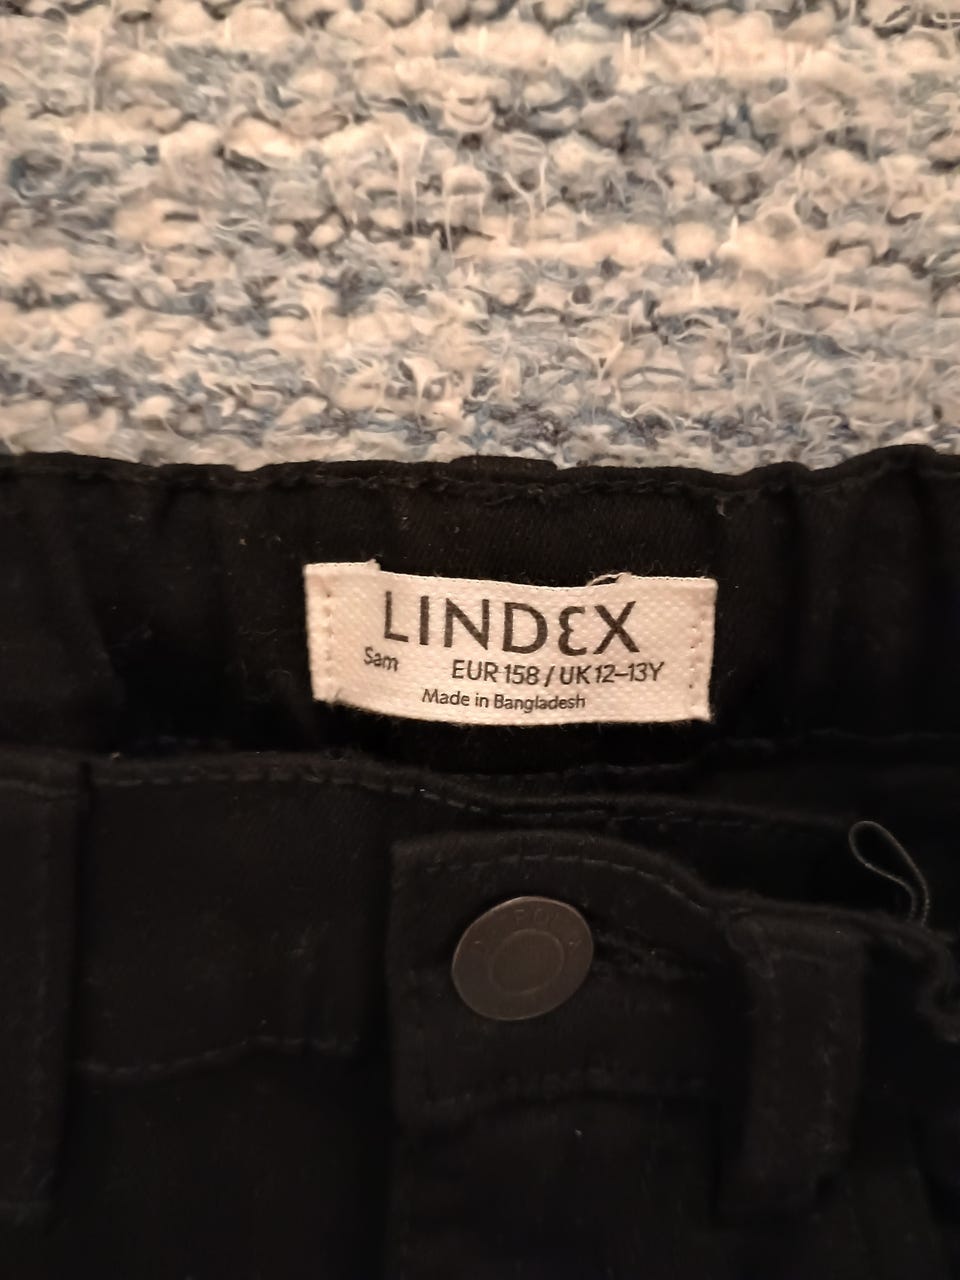 LINDEX
Sam EUR 158 / UK 12–13Y
Made in Bangladesh